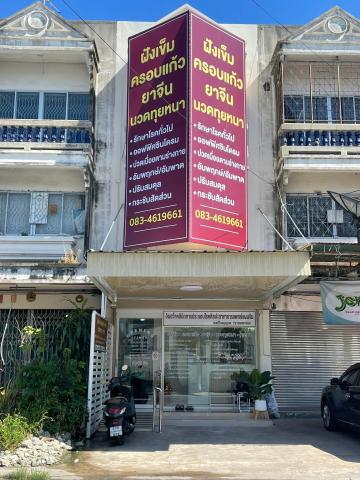 ฝังเข็ม
ครอบแก้ว
ยาจีน
นวดทุยหนา
• รักษาโรคทั่วไป
• ออฟฟิศซินโดรม
• ปวดเมื่อยตามร่างกาย
• อัมพฤกษ์/อัมพาต
• ปรับสมดุล
• กระชับสัดส่วน
083-4619661
ฝังเข็ม
ครอบแก้ว
ยาจีน
นวดทุยหนา
• รักษาโรคทั่วไป
• ออฟฟิศซินโดรม
• ปวดเมื่อยตามร่างกาย
• อัมพฤกษ์/อัมพาต
• ปรับสมดุล
• กระชับสัดส่วน
083-4619661